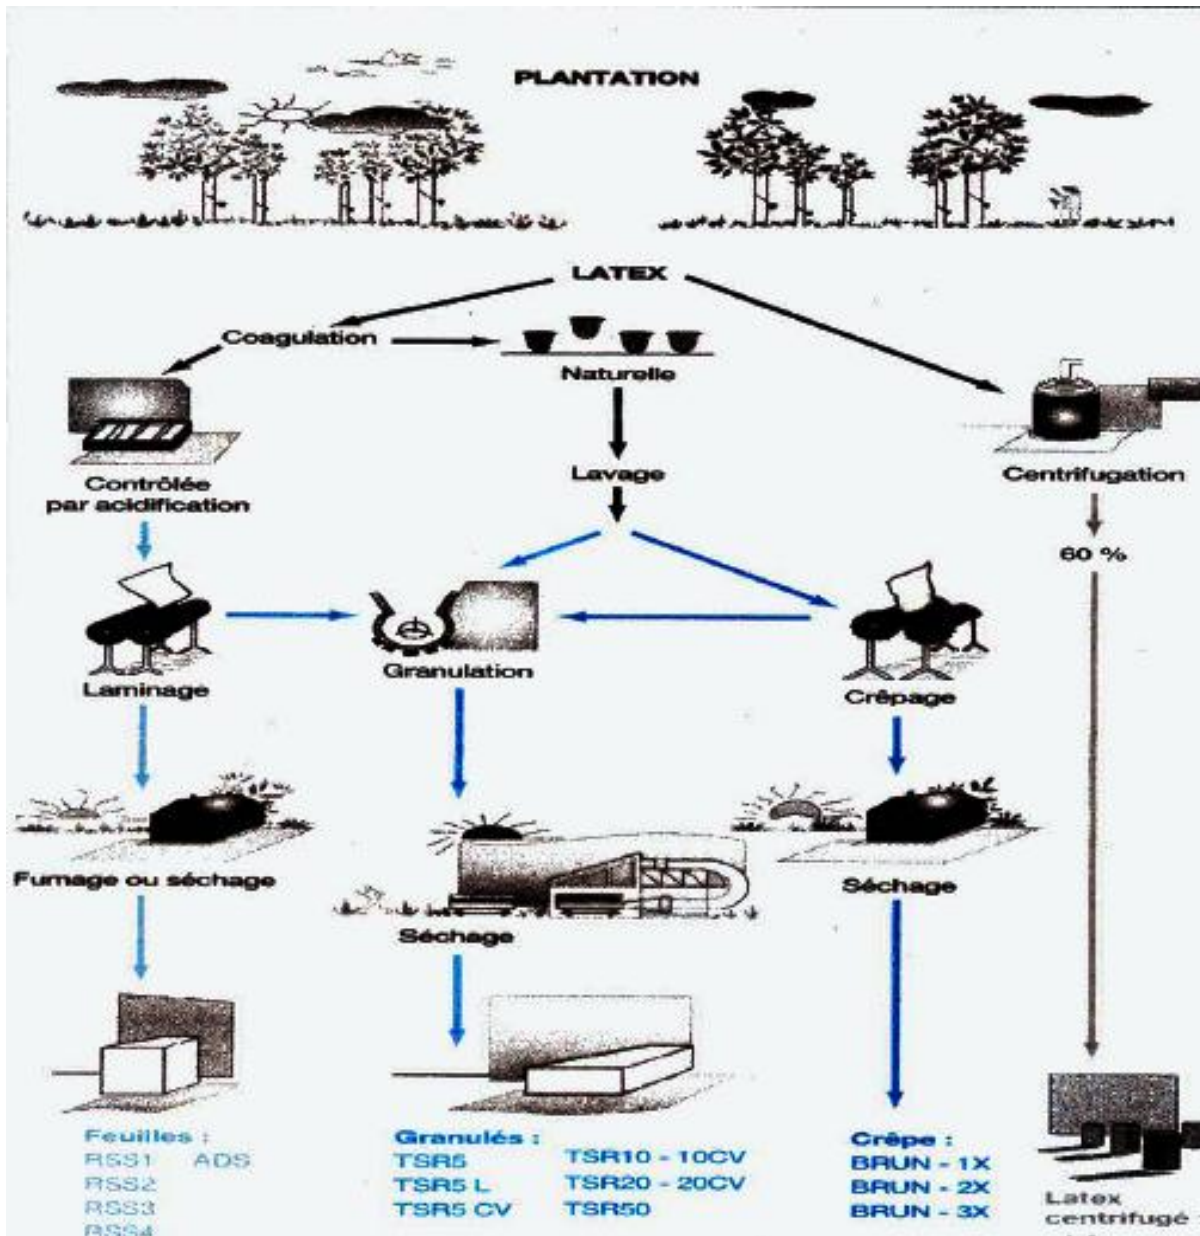 PLANTATION
LATEX
Coagulation
Naturelle
Contrôlée
par acidification
Lavage
Centrifugation
60 %
Laminage
Granulation
Crêpage
Fumage ou séchage
Séchage
Séchage
Feuilles :
RSS1 ADS
RSS2
RSS3
RSS4
Granulés :
TSR5
TSR5 L
TSR5 CV
TSR10 - 10CV
TSR20 - 20CV
TSR50
Crêpe :
BRUN - 1X
BRUN - 2X
BRUN - 3X
Latex
centrifugé